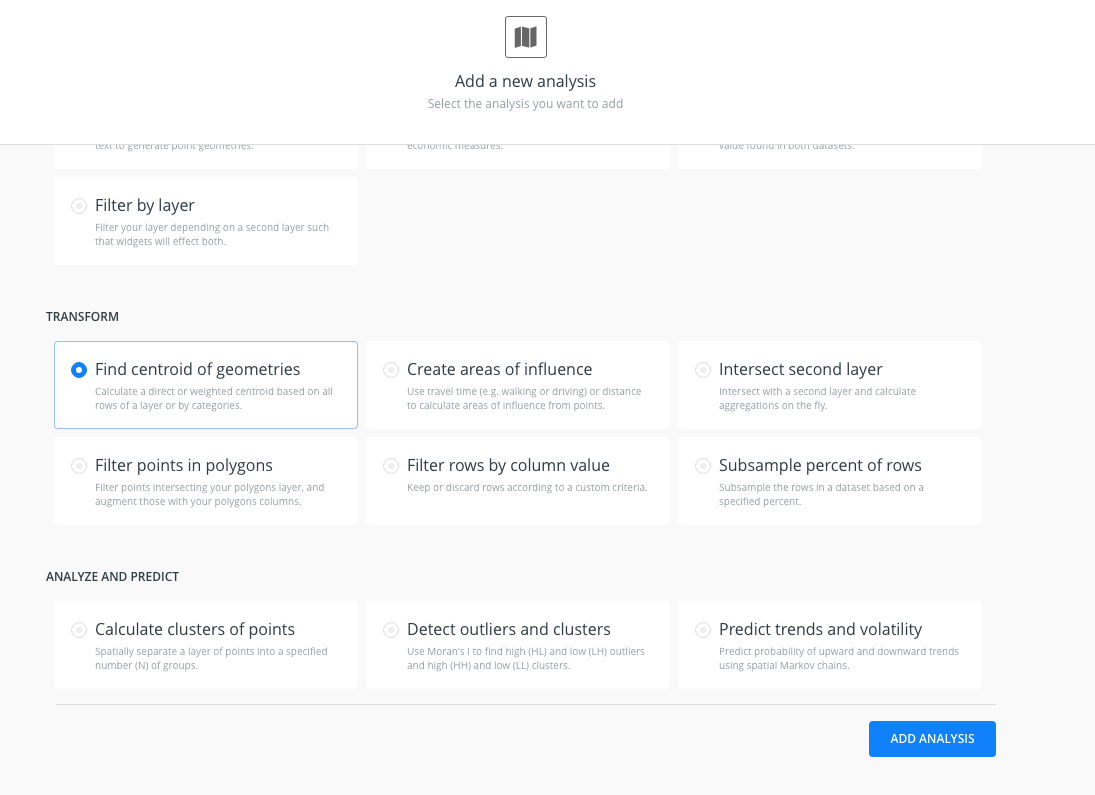 Add a new analysis
Select the analysis you want to add
text to generate point geometries.
economic measures.
value found in both datasets.
Filter by layer
Filter your layer depending on a second layer such
that widgets will effect both.
TRANSFORM
Find centroid of geometries
Calculate a direct or weighted centroid based on all
rows of a layer or by categories.
Create areas of influence
Use travel time (e.g. walking or driving) or distance
to calculate areas of influence from points.
Intersect second layer
Intersect with a second layer and calculate
aggregations on the fly.
Filter points in polygons
Filter points intersecting your polygons layer, and
augment those with your polygons columns.
Filter rows by column value
Keep or discard rows according to a custom criteria.
Subsample percent of rows
Subsample the rows in a dataset based on a
specified percent.
ANALYZE AND PREDICT
Calculate clusters of points
Spatially separate a layer of points into a specified
number (N) of groups.
Detect outliers and clusters
Use Moran's I to find high (HL) and low (LH) outliers
and high (HH) and low (LL) clusters.
Predict trends and volatility
Predict probability of upward and downward trends
using spatial Markov chains.
ADD ANALYSIS